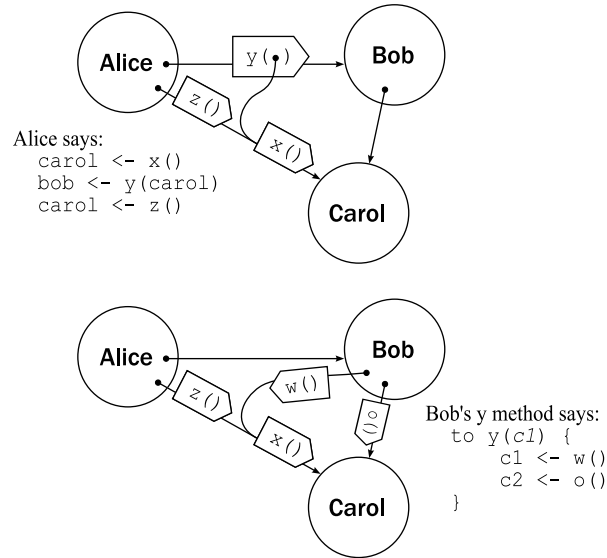 Alice
y( )
Bob
z()
x()
Alice says:
carol <- x()
bob <- y(carol)
carol <- z()
Carol
Alice
Bob
w()
z()
o()
x()
Bob's y method says:
to y(c1) {
c1 <- w()
c2 <- o()
}
Carol